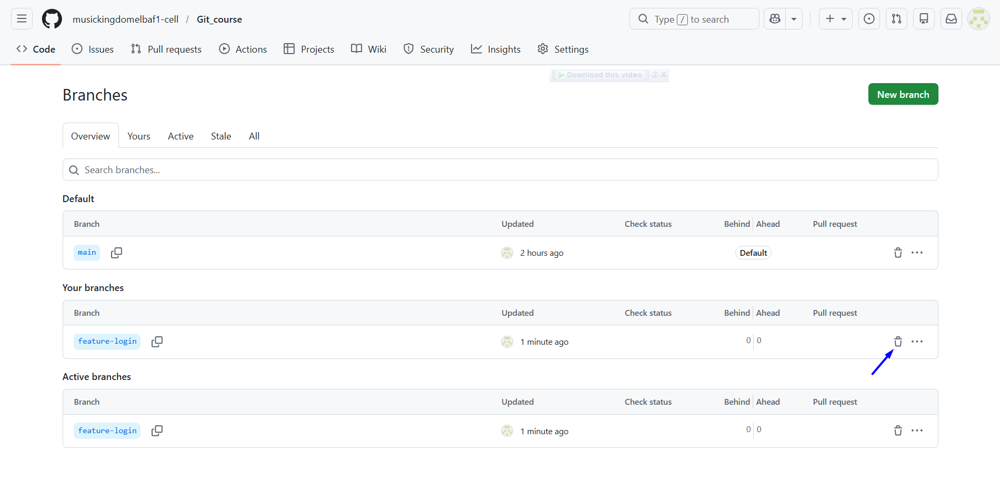 musickingdomelbaf1-cell / Git_course
Type / to search
Code Issues Pull requests Actions Projects Wiki Security Insights Settings
Download this video ? X
Branches
New branch
Overview Yours Active Stale All
Search branches...
Default
Branch Updated Check status Behind Ahead Pull request
main 2 hours ago Default
Your branches
Branch Updated Check status Behind Ahead Pull request
feature-login 1 minute ago 0 0
Active branches
Branch Updated Check status Behind Ahead Pull request
feature-login 1 minute ago 0 0